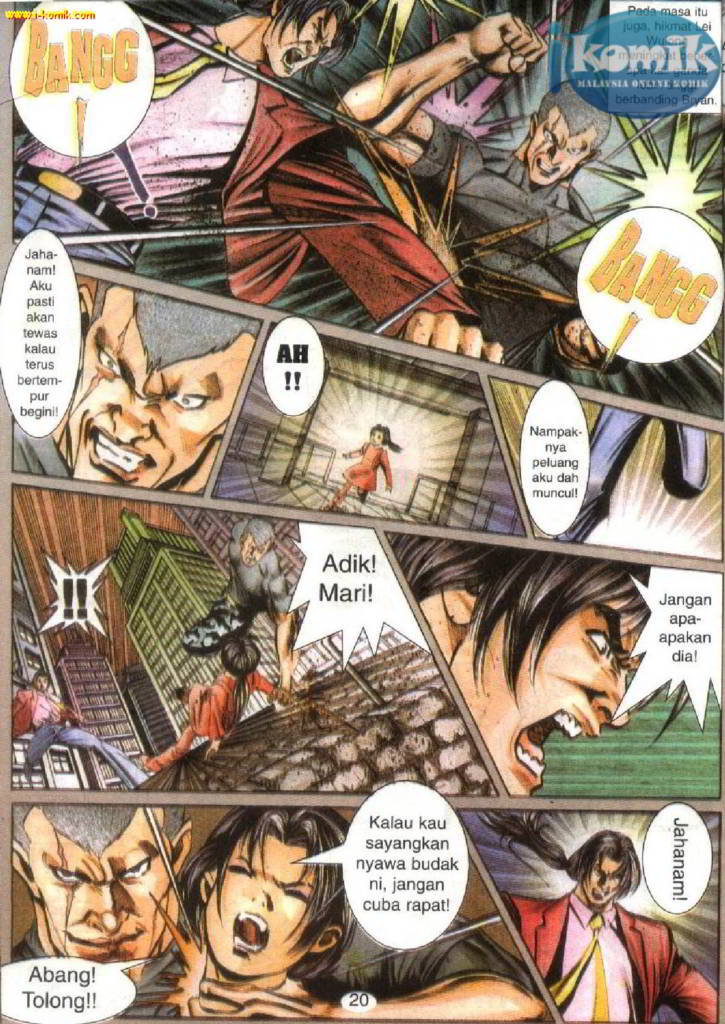 www.i-komik.com
BANGG
!
Pada masa itu
juga, hikmat Lei
ikomik
MALAYSIA ONLINE KOMIK
berbanding Bryan.
BANGG
!
Jaha-
nam!
Aku
pasti
akan
tewas
kalau
terus
bertem-
pur
begini!
AH
!!
Nampak-
nya
peluang
aku dah
muncul!
!!
Adik!
Mari!
Jangan
apa-
apakan
dia!
Kalau kau
sayangkan
nyawa budak
ni, jangan
cuba rapat!
Jahanam!
Abang!
Tolong!!
20